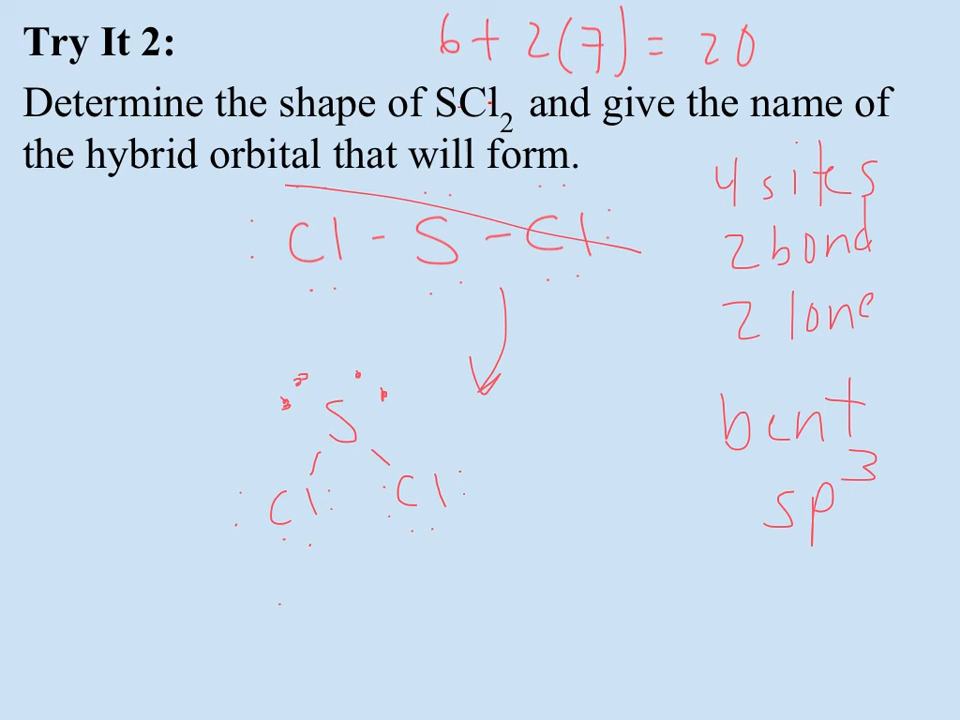 Try It 2:
6 + 2(7) = 20
Determine the shape of SCl₂ and give the name of
the hybrid orbital that will form.
4 sites
2 bond
2 lone
Cl - S - Cl
S
Cl Cl
bent
sp³